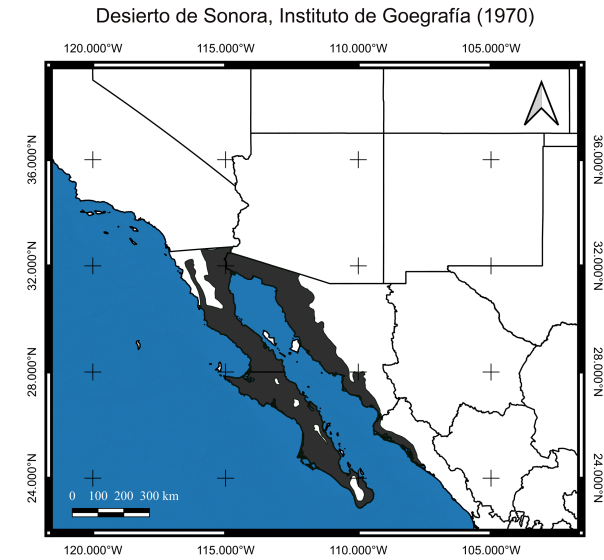 Desierto de Sonora, Instituto de Goegrafía (1970)
120.000°W 115.000°W 110.000°W 105.000°W
36.000°N 36.000°N
32.000°N 32.000°N
28.000°N 28.000°N
24.000°N 24.000°N
0 100 200 300 km
120.000°W 115.000°W 110.000°W 105.000°W